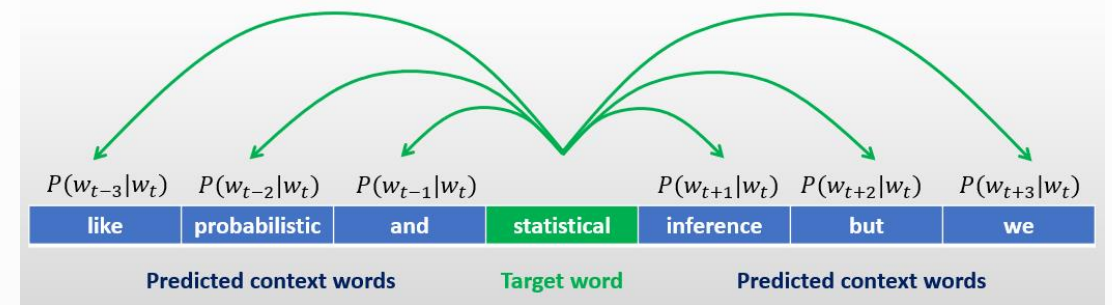 P(w_{t−3}|w_t) P(w_{t−2}|w_t) P(w_{t−1}|w_t) P(w_{t+1}|w_t) P(w_{t+2}|w_t) P(w_{t+3}|w_t)
like probabilistic and statistical inference but we
Predicted context words Target word Predicted context words